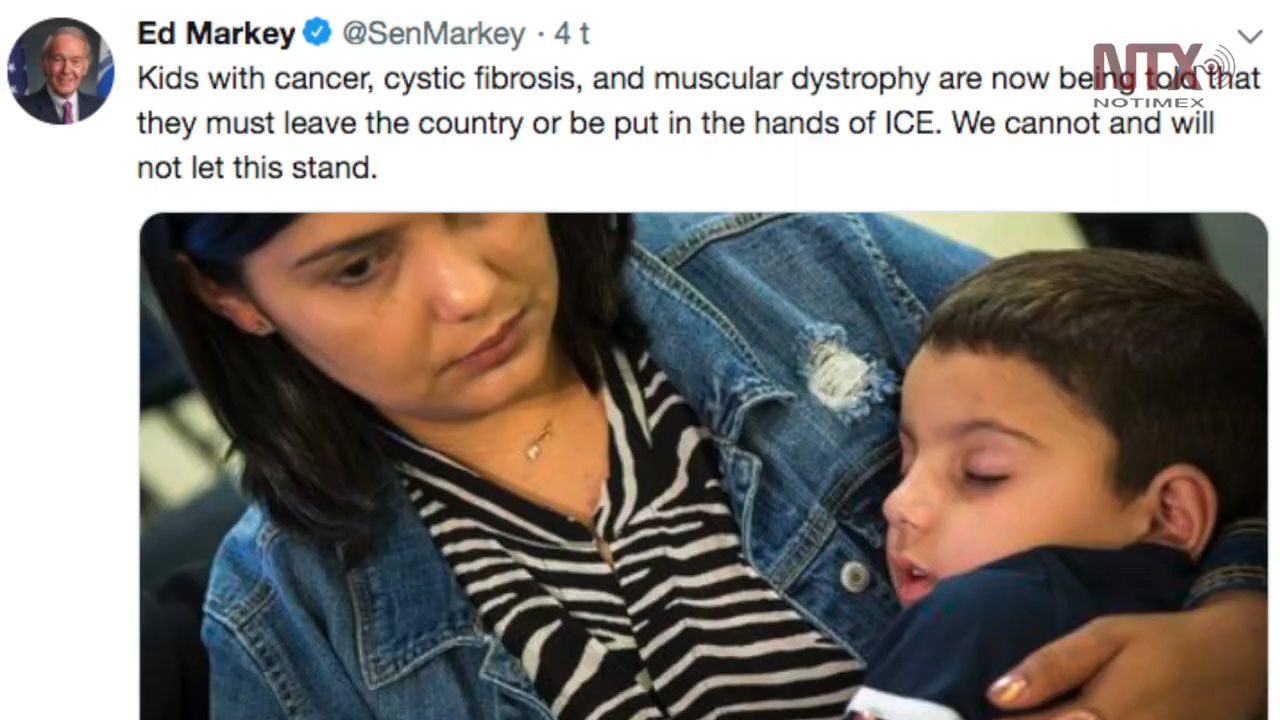 Ed Markey @SenMarkey · 4 t
NTX
Kids with cancer, cystic fibrosis, and muscular dystrophy are now being told that
NOTIMEX
they must leave the country or be put in the hands of ICE. We cannot and will
not let this stand.